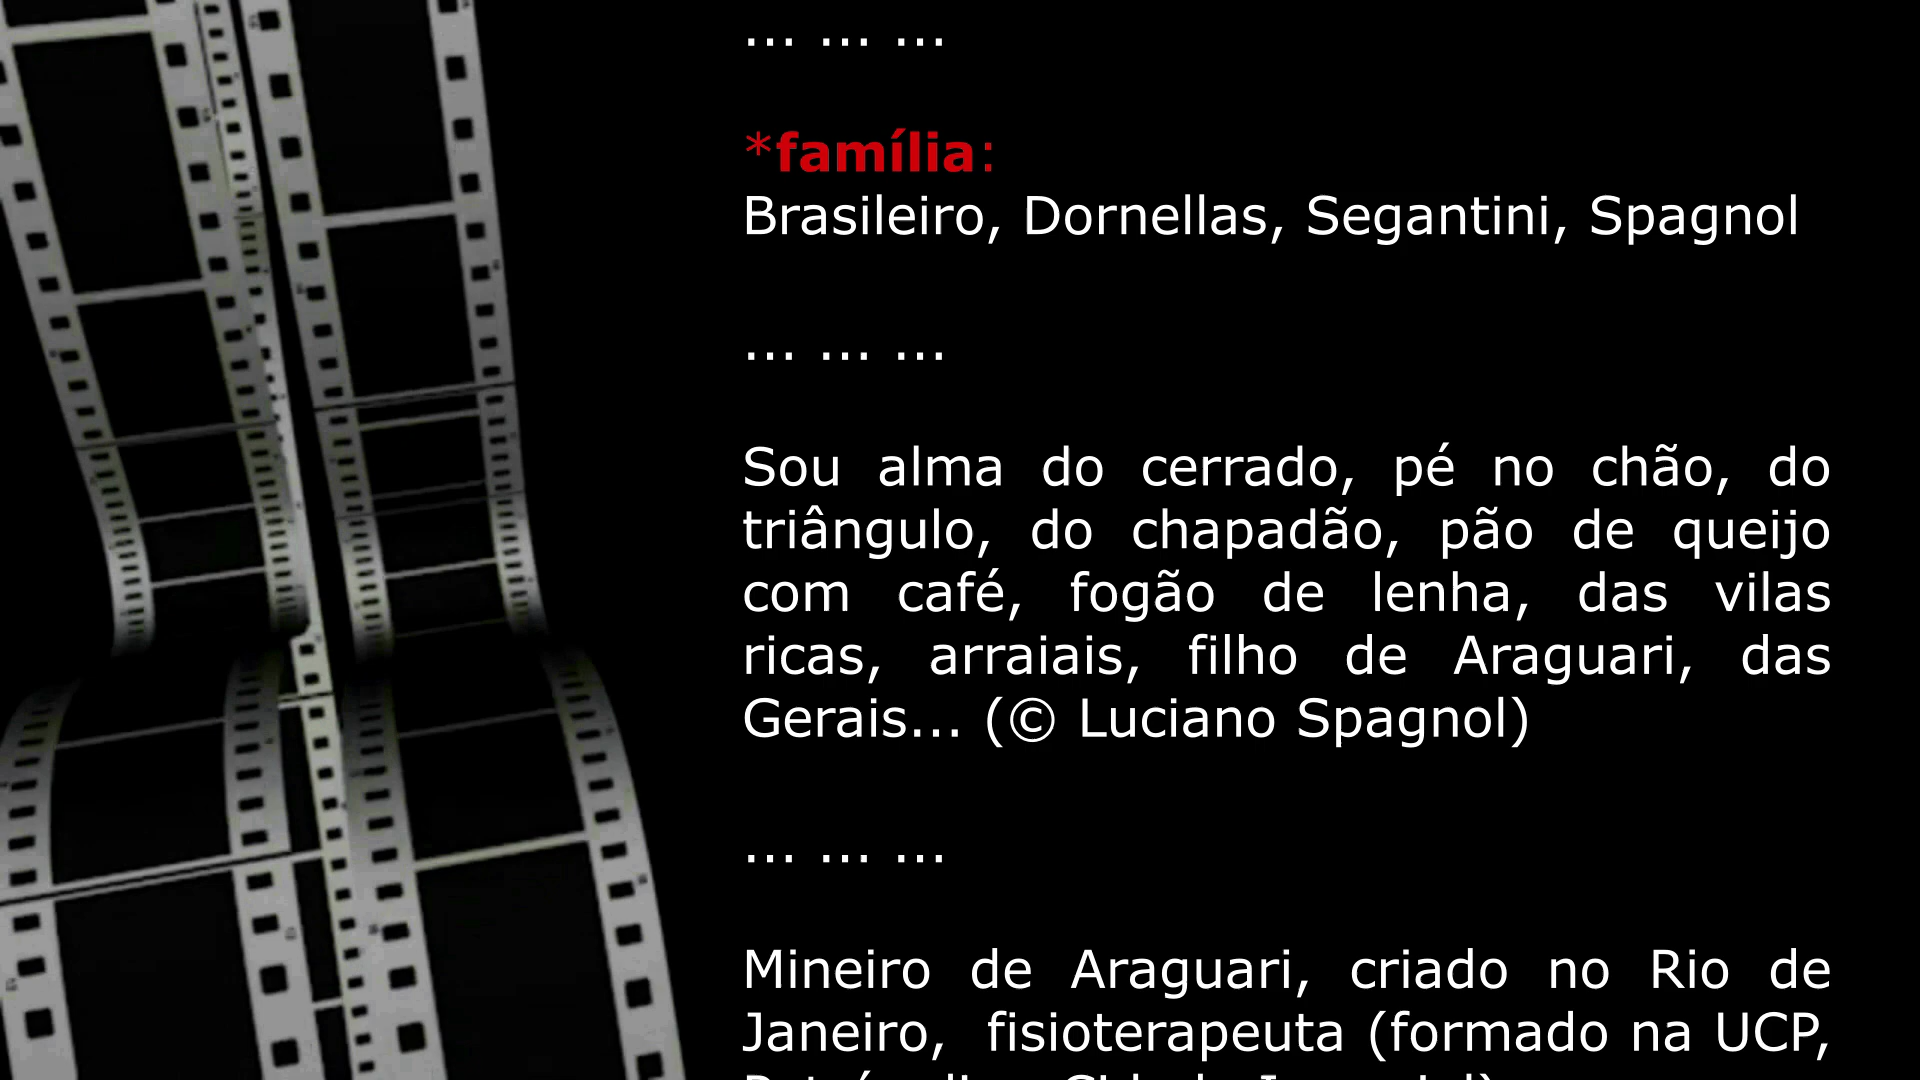 ... ... ...
*família:
Brasileiro, Dornellas, Segantini, Spagnol
... ... ...
Sou alma do cerrado, pé no chão, do
triângulo, do chapadão, pão de queijo
com café, fogão de lenha, das vilas
ricas, arraiais, filho de Araguari, das
Gerais... (© Luciano Spagnol)
... ... ...
Mineiro de Araguari, criado no Rio de
Janeiro, fisioterapeuta (formado na UCP,